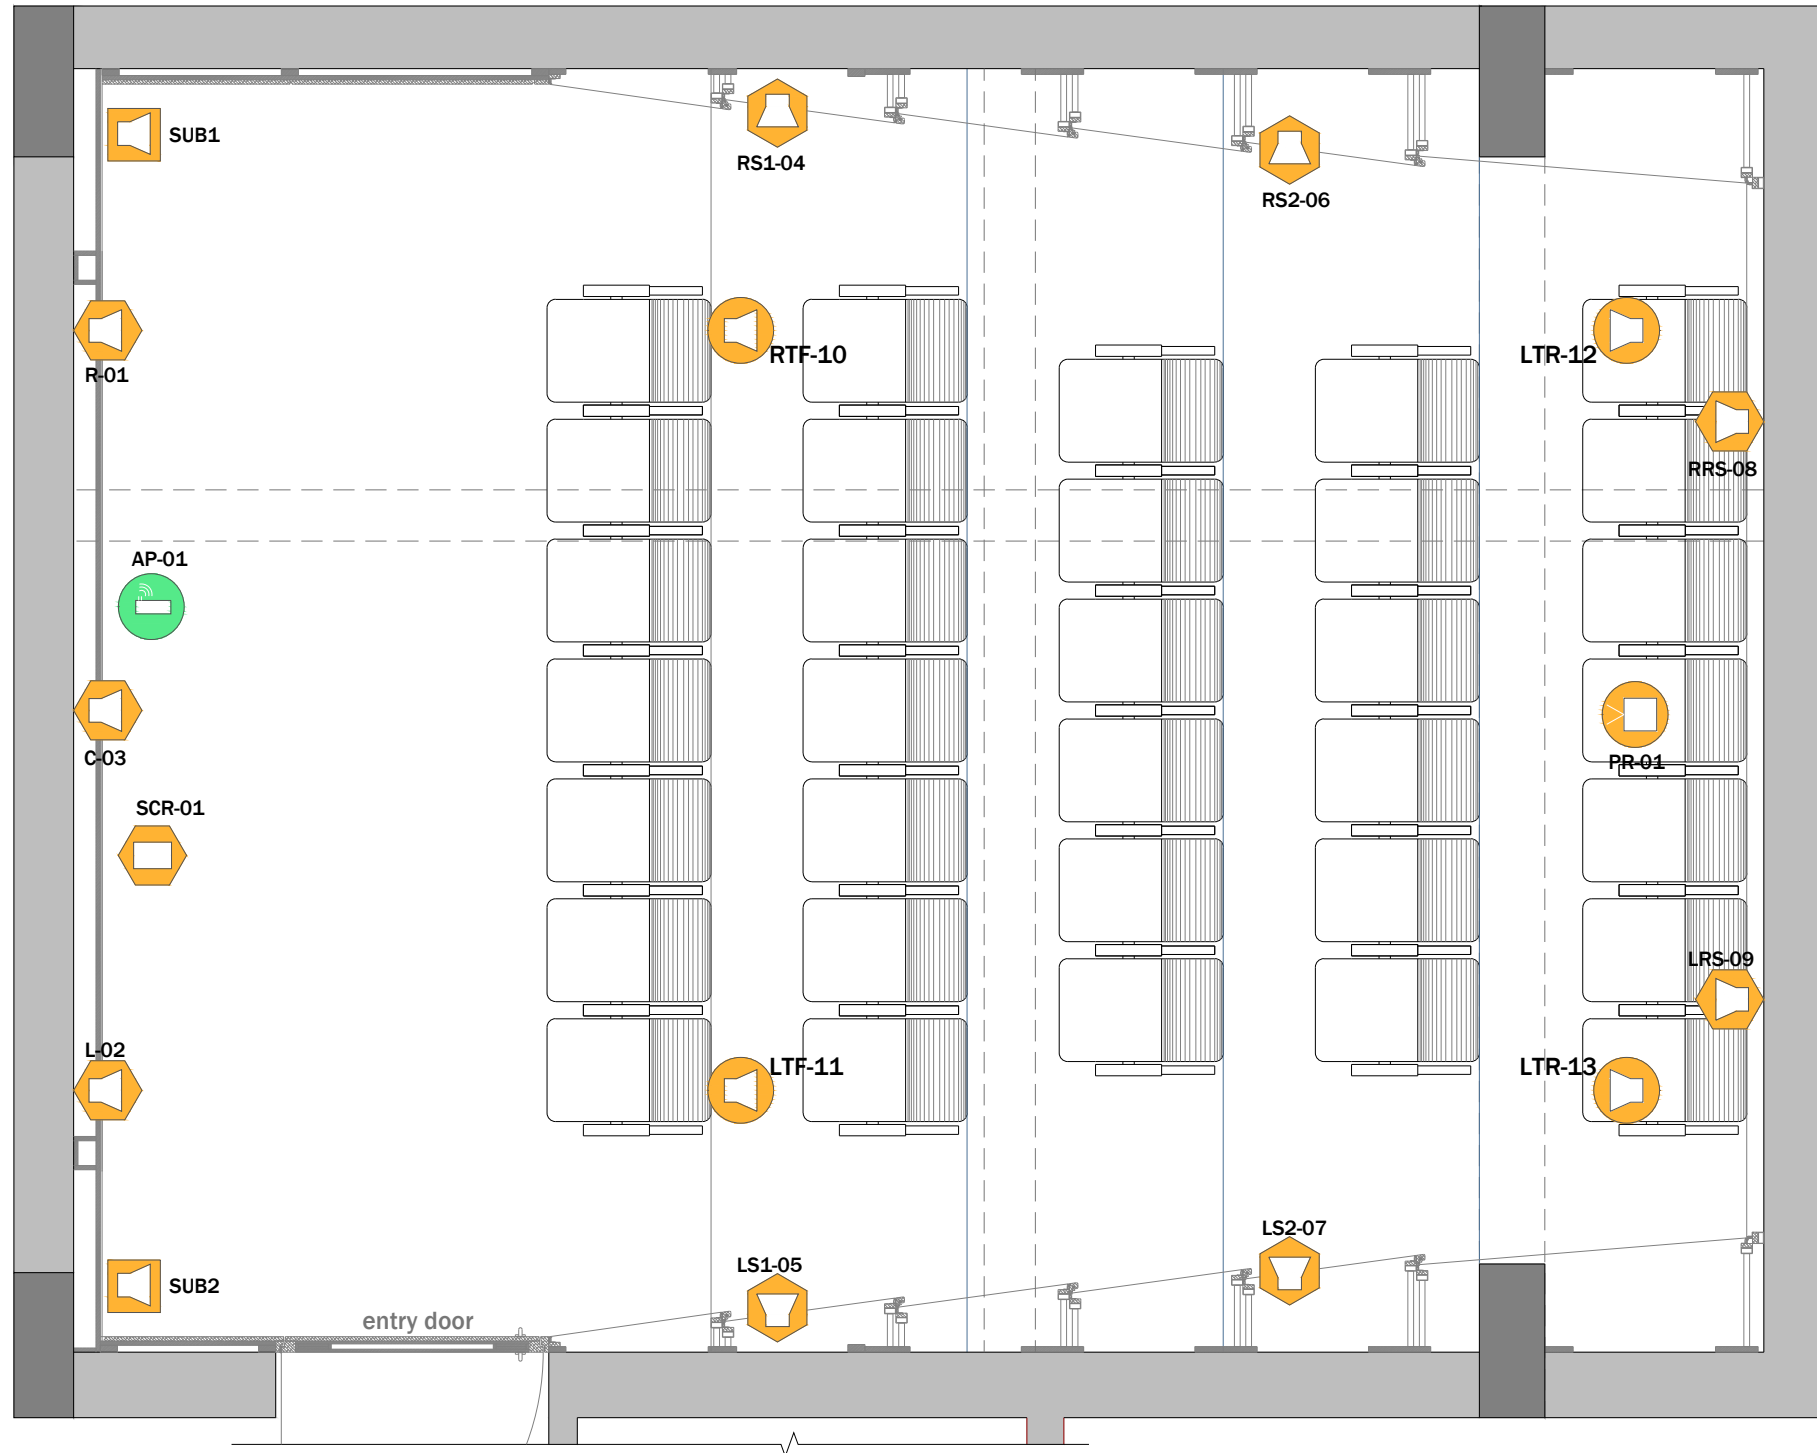 SUB1
RS1-04
RS2-06
R-01
RTF-10
LTR-12
RRS-08
AP-01
C-03
PR-01
SCR-01
LRS-09
L-02
LTF-11
LTR-13
LS2-07
LS1-05
SUB2
entry door